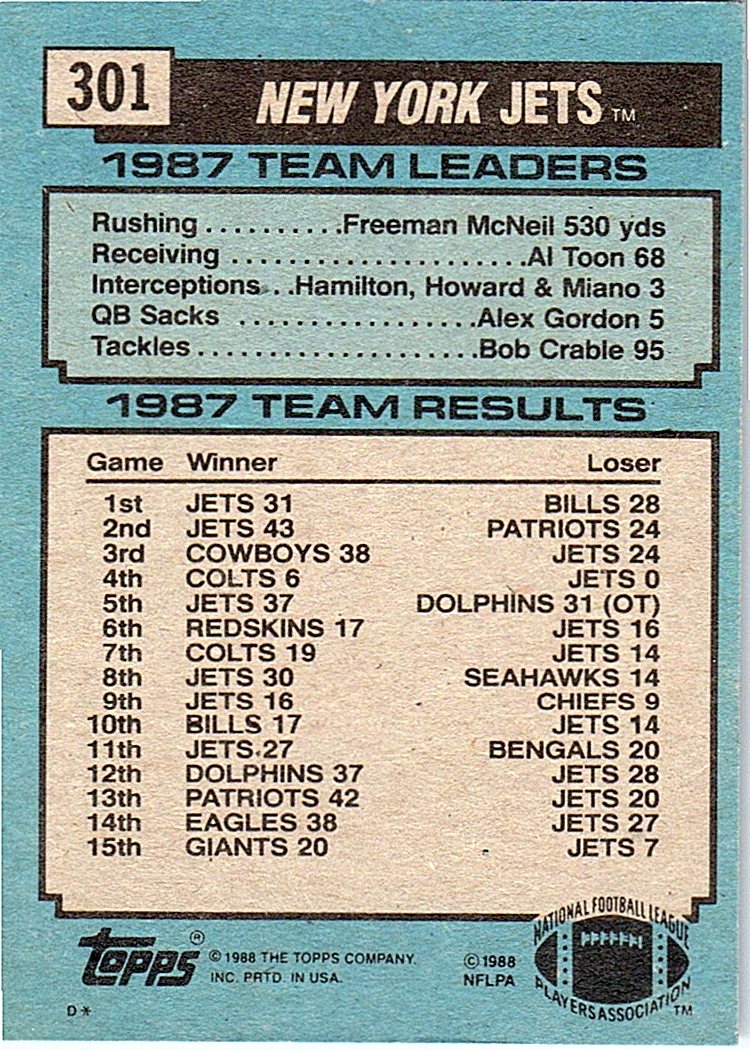 301
NEW YORK JETS™
1987 TEAM LEADERS
Rushing ..........Freeman McNeil 530 yds
Receiving .....................Al Toon 68
Interceptions ..Hamilton, Howard & Miano 3
QB Sacks .................Alex Gordon 5
Tackles....................Bob Crable 95
1987 TEAM RESULTS
Game Winner Loser
1st JETS 31 BILLS 28
2nd JETS 43 PATRIOTS 24
3rd COWBOYS 38 JETS 24
4th COLTS 6 JETS 0
5th JETS 37 DOLPHINS 31 (OT)
6th REDSKINS 17 JETS 16
7th COLTS 19 JETS 14
8th JETS 30 SEAHAWKS 14
9th JETS 16 CHIEFS 9
10th BILLS 17 JETS 14
11th JETS 27 BENGALS 20
12th DOLPHINS 37 JETS 28
13th PATRIOTS 42 JETS 20
14th EAGLES 38 JETS 27
15th GIANTS 20 JETS 7
TOPPS® ©1988 THE TOPPS COMPANY.
INC. PRTD. IN USA.
©1988
NFLPA
NATIONAL FOOTBALL LEAGUE
PLAYERS ASSOCIATION™
D*